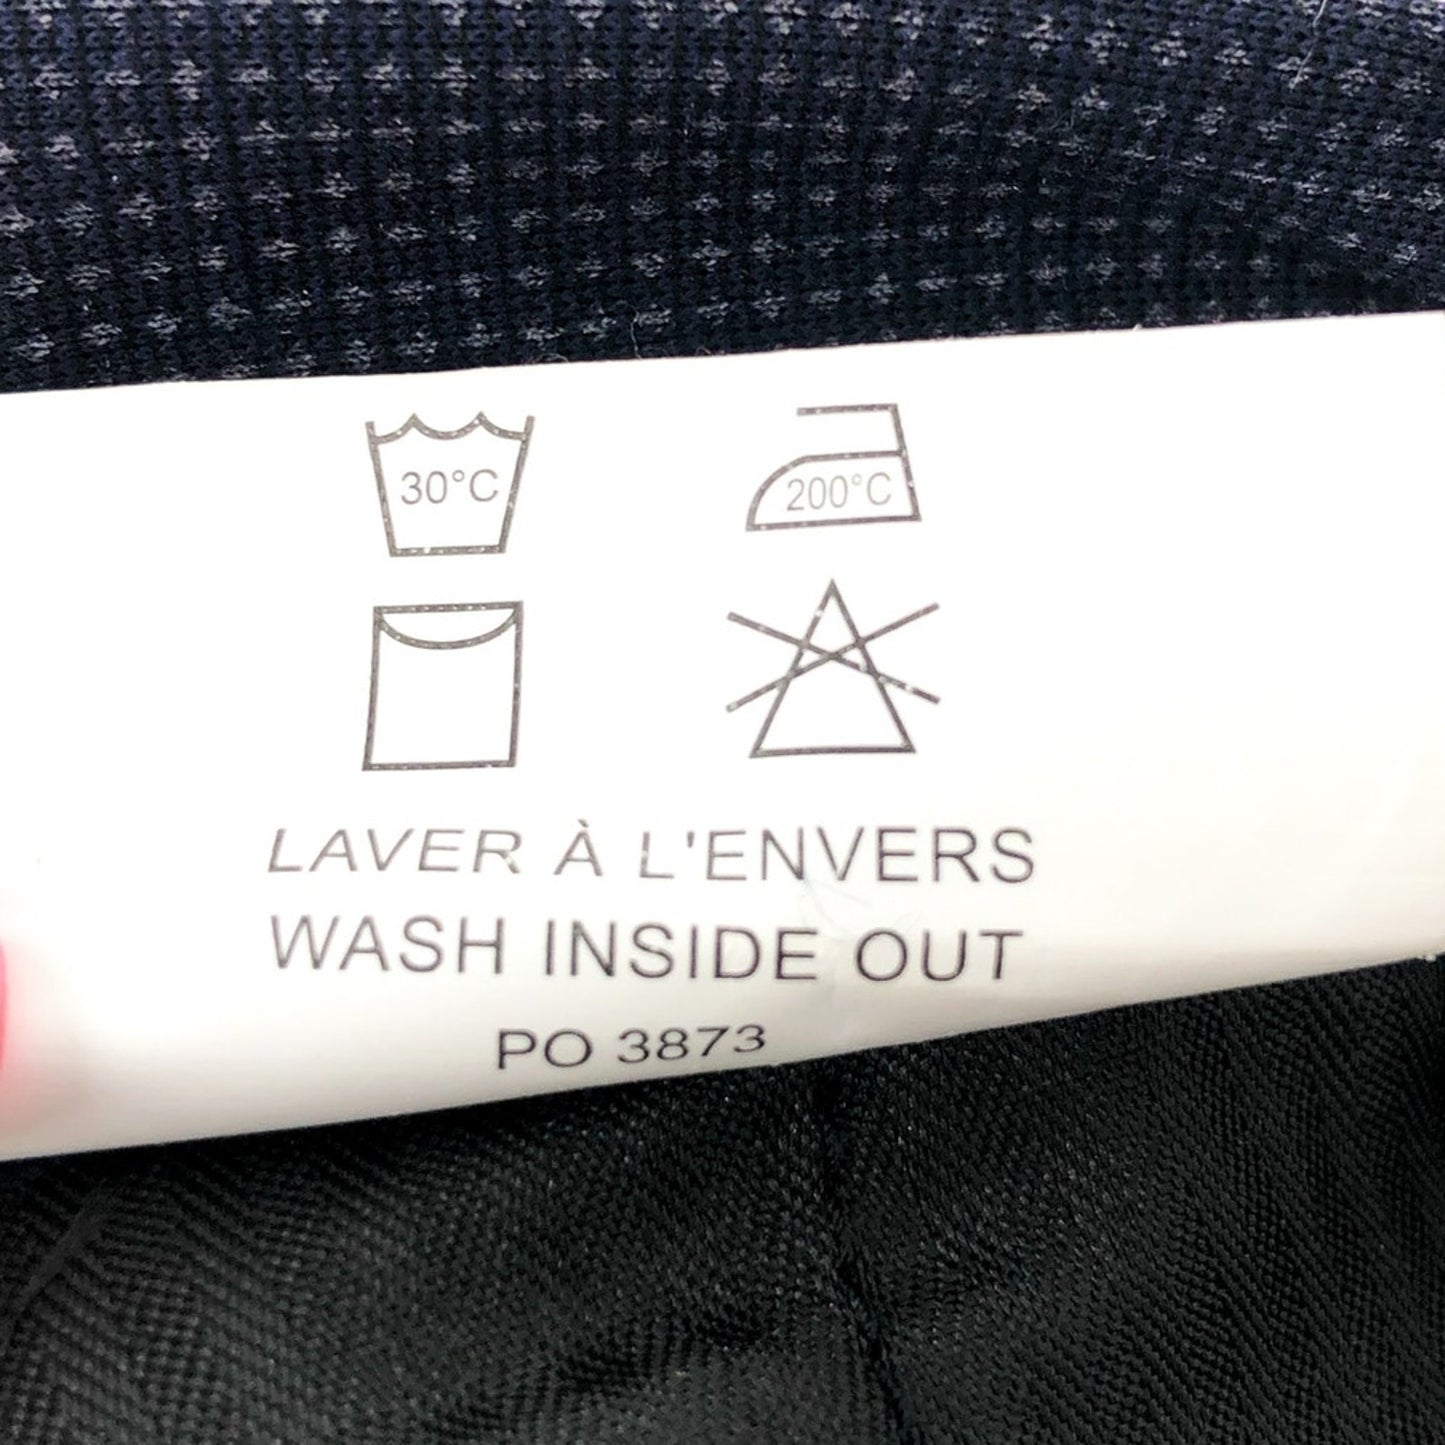 30°C 200°C
LAVER À L'ENVERS
WASH INSIDE OUT
PO 3873